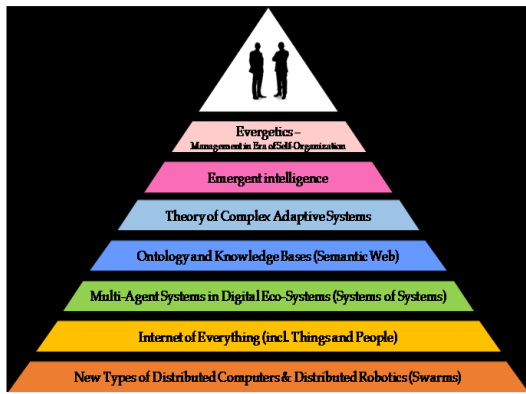 Evergetics –
Management in Era of Self-Organization
Emergent intelligence
Theory of Complex Adaptive Systems
Ontology and Knowledge Bases (Semantic Web)
Multi-Agent Systems in Digital Eco-Systems (Systems of Systems)
Internet of Everything (incl. Things and People)
New Types of Distributed Computers & Distributed Robotics (Swarms)